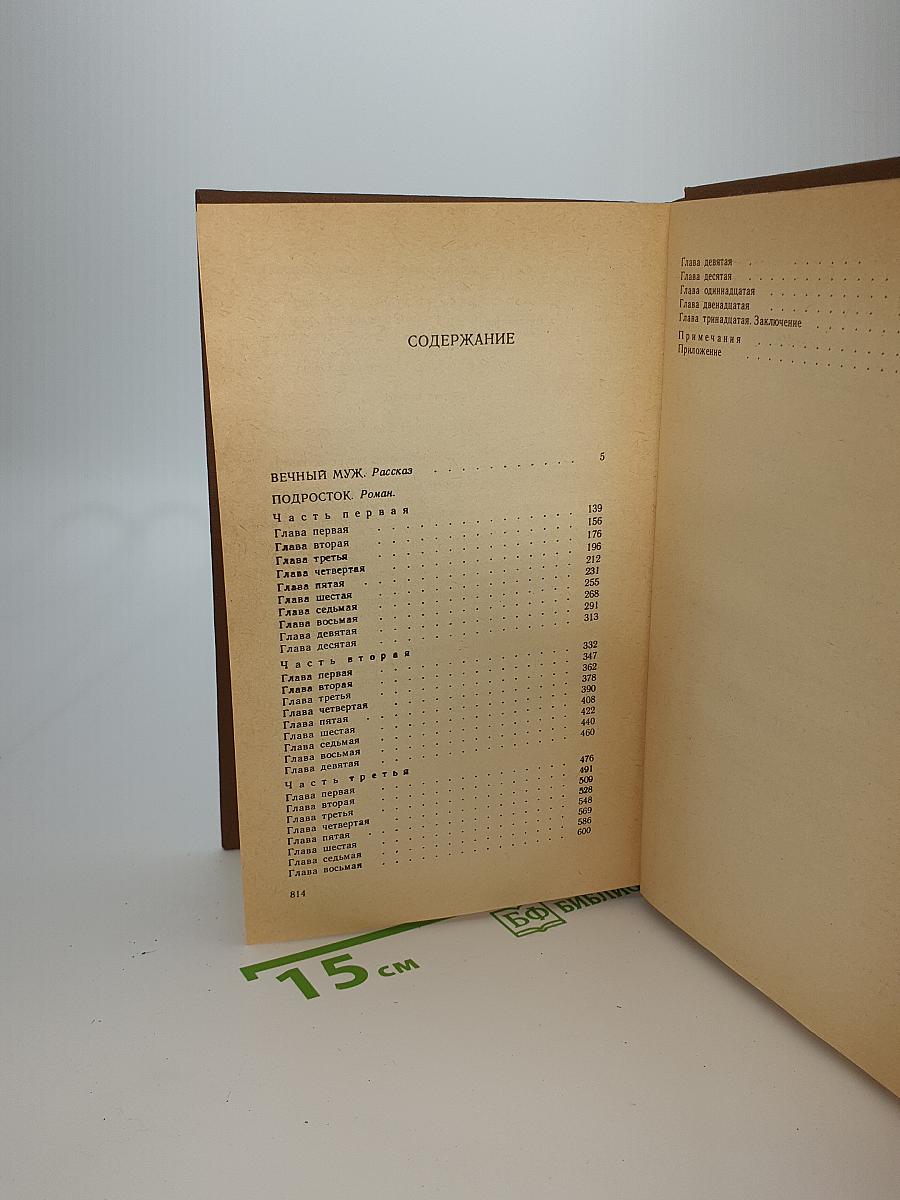 СОДЕРЖАНИЕ
ВЕЧНЫЙ МУЖ. Рассказ . . . . . . . . . . . 5
ПОДРОСТОК. Роман.
Часть первая
Глава первая . . . . . . . . . . . 139
Глава вторая . . . . . . . . . . . 156
Глава третья . . . . . . . . . . . 176
Глава четвертая . . . . . . . . . . . 196
Глава пятая . . . . . . . . . . . 212
Глава шестая . . . . . . . . . . . 231
Глава седьмая . . . . . . . . . . . 255
Глава восьмая . . . . . . . . . . . 268
Глава девятая . . . . . . . . . . . 291
Глава десятая . . . . . . . . . . . 313
Часть вторая
Глава первая . . . . . . . . . . . 332
Глава вторая . . . . . . . . . . . 347
Глава третья . . . . . . . . . . . 362
Глава четвертая . . . . . . . . . . . 378
Глава пятая . . . . . . . . . . . 390
Глава шестая . . . . . . . . . . . 408
Глава седьмая . . . . . . . . . . . 422
Глава восьмая . . . . . . . . . . . 440
Глава девятая . . . . . . . . . . . 460
Часть третья
Глава первая . . . . . . . . . . . 476
Глава вторая . . . . . . . . . . . 491
Глава третья . . . . . . . . . . . 509
Глава четвертая . . . . . . . . . . . 528
Глава пятая . . . . . . . . . . . 548
Глава шестая . . . . . . . . . . . 569
Глава седьмая . . . . . . . . . . . 586
Глава восьмая . . . . . . . . . . . 600
814
Глава девятая . . . . . . . . .
Глава десятая . . . . . . . . .
Глава одиннадцатая . . . . . . . .
Глава двенадцатая . . . . . . . .
Глава тринадцатая. Заключение . . . . .
Примечания . . . . . . . . .
Приложение . . . . . . . . .
БФ
15 см